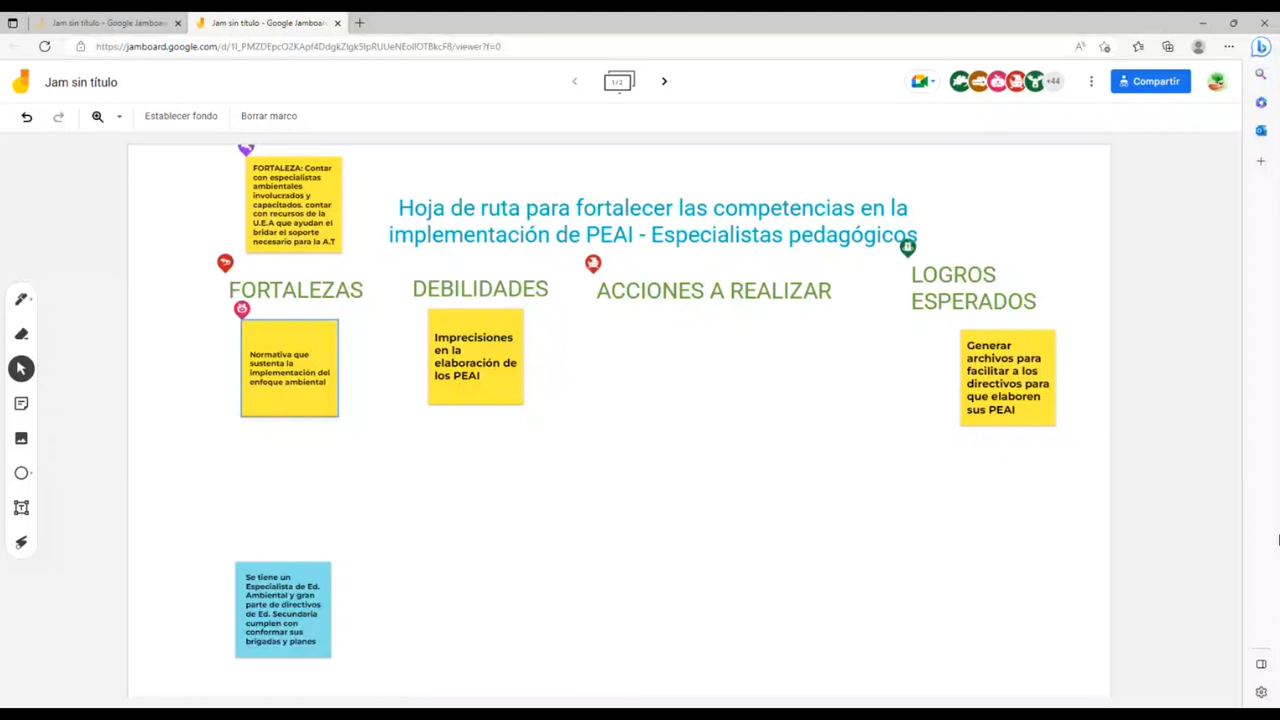 Jam sin título - Google Jamboa
Jam sin título - Google Jamboa
https://jamboard.google.com/d/1l_PMZDEpcO2KApf4DdgkZIgk5IpRUUeNEolIOTBkcF8/viewer?f=0
Jam sin título
1/2
+44
Compartir
Establecer fondo
Borrar marco
FORTALEZA: Contar
con especialistas
ambientales
involucrados y
capacitados. contar
con recursos de la
U.E.A que ayudan el
bridar el soporte
necesario para la A.T
Hoja de ruta para fortalecer las competencias en la
implementación de PEAI - Especialistas pedagógicos
FORTALEZAS
DEBILIDADES
ACCIONES A REALIZAR
LOGROS
ESPERADOS
Normativa que
sustenta la
implementación del
enfoque ambiental
Imprecisiones
en la
elaboración de
los PEAI
Generar
archivos para
facilitar a los
directivos para
que elaboren
sus PEAI
Se tiene un
Especialista de Ed.
Ambiental y gran
parte de directivos
de Ed. Secundaria
cumplen con
conformar sus
brigadas y planes